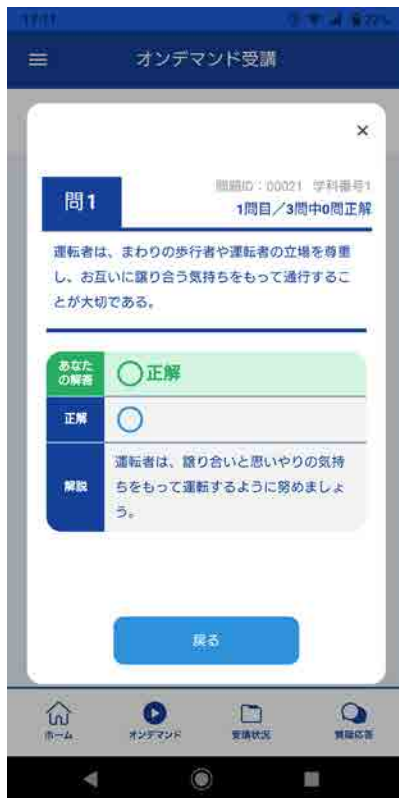 17:11
77%
オンデマンド受講
×
問1
問題ID：00021 学科番号1
1問目／3問中0問正解
運転者は、まわりの歩行者や運転者の立場を尊重
し、お互いに譲り合う気持ちをもって通行するこ
とが大切である。
あなた
の解答
○正解
正解
○
解説
運転者は、譲り合いと思いやりの気持
ちをもって運転するように努めましょ
う。
戻る
ホーム
オンデマンド
受講状況
質疑応答